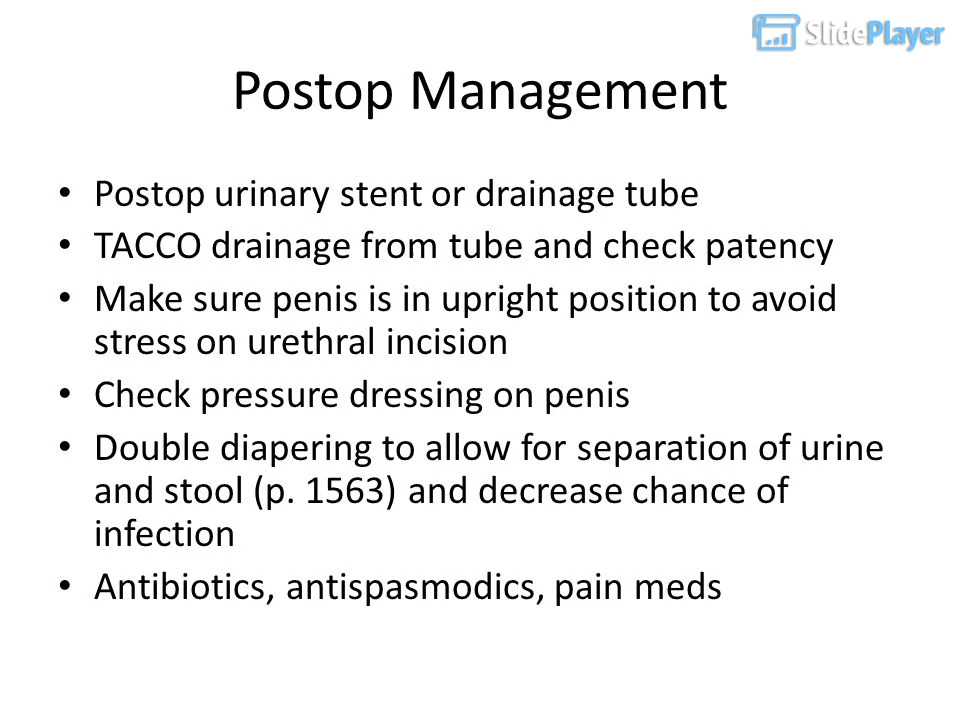 SlidePlayer
Postop Management
• Postop urinary stent or drainage tube
• TACCO drainage from tube and check patency
• Make sure penis is in upright position to avoid
stress on urethral incision
• Check pressure dressing on penis
• Double diapering to allow for separation of urine
and stool (p. 1563) and decrease chance of
infection
• Antibiotics, antispasmodics, pain meds